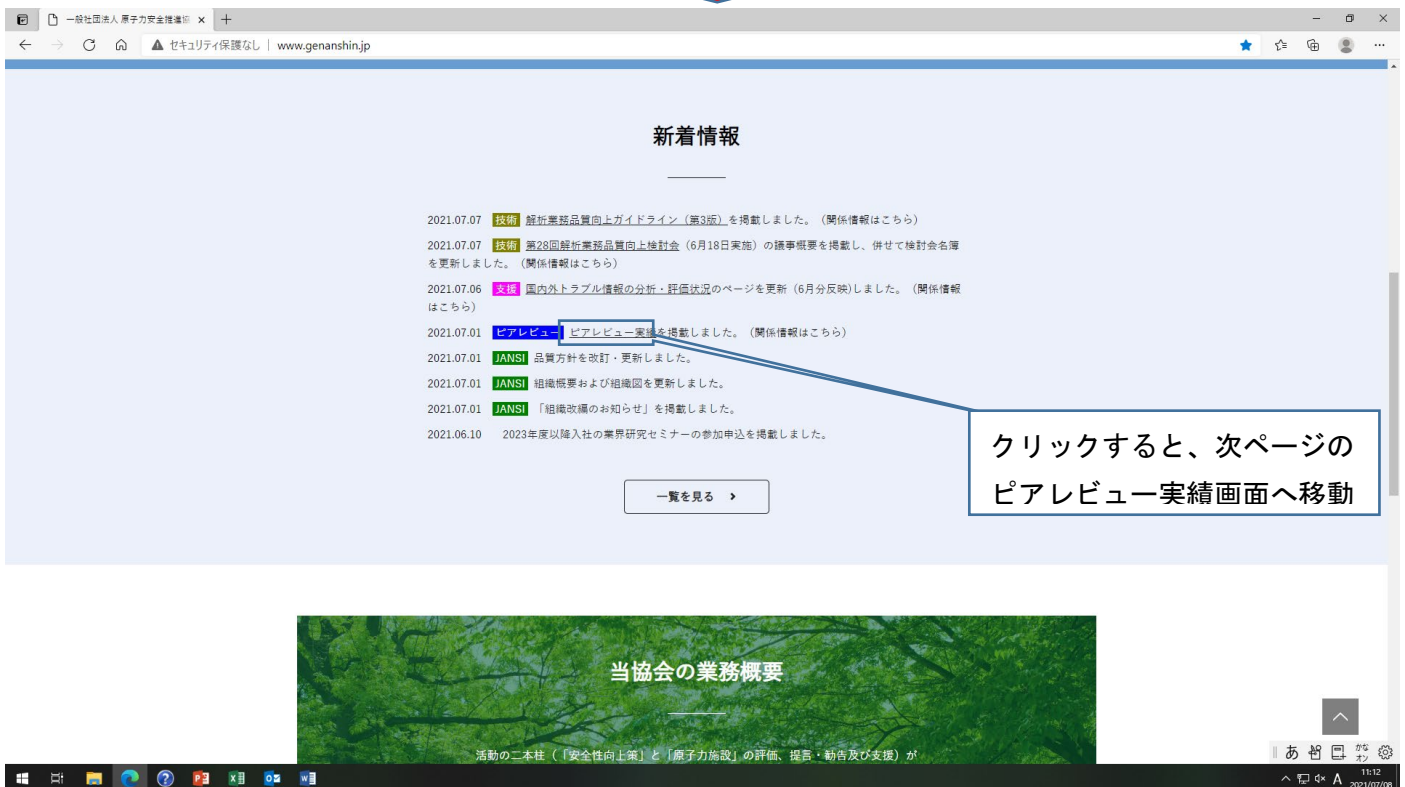 一般社団法人 原子力安全推進協
セキュリティ保護なし | www.genanshin.jp
新着情報
2021.07.07 技術 解析業務品質向上ガイドライン（第3版）を掲載しました。（関係情報はこちら）
2021.07.07 技術 第28回解析業務品質向上検討会（6月18日実施）の議事概要を掲載し、併せて検討会名簿
を更新しました。（関係情報はこちら）
2021.07.06 支援 国内外トラブル情報の分析・評価状況のページを更新（6月分反映)しました。（関係情報
はこちら）
2021.07.01 ピアレビュー ピアレビュー実績を掲載しました。（関係情報はこちら）
2021.07.01 JANSI 品質方針を改訂・更新しました。
2021.07.01 JANSI 組織概要および組織図を更新しました。
2021.07.01 JANSI 「組織改編のお知らせ」を掲載しました。
2021.06.10 2023年度以降入社の業界研究セミナーの参加申込を掲載しました。
クリックすると、次ページの
ピアレビュー実績画面へ移動
一覧を見る
当協会の業務概要
活動の二本柱（「安全性向上策」と「原子力施設」の評価、提言・勧告及び支援）が
あ
かな
オン
A
11:12
2021/07/08